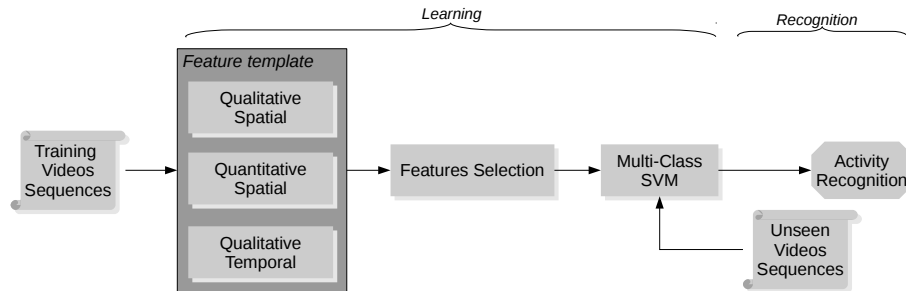 Learning
Recognition
Feature template
Qualitative
Spatial
Training
Videos
Sequences
Quantitative
Spatial
Features Selection
Multi-Class
SVM
Activity
Recognition
Qualitative
Temporal
Unseen
Videos
Sequences